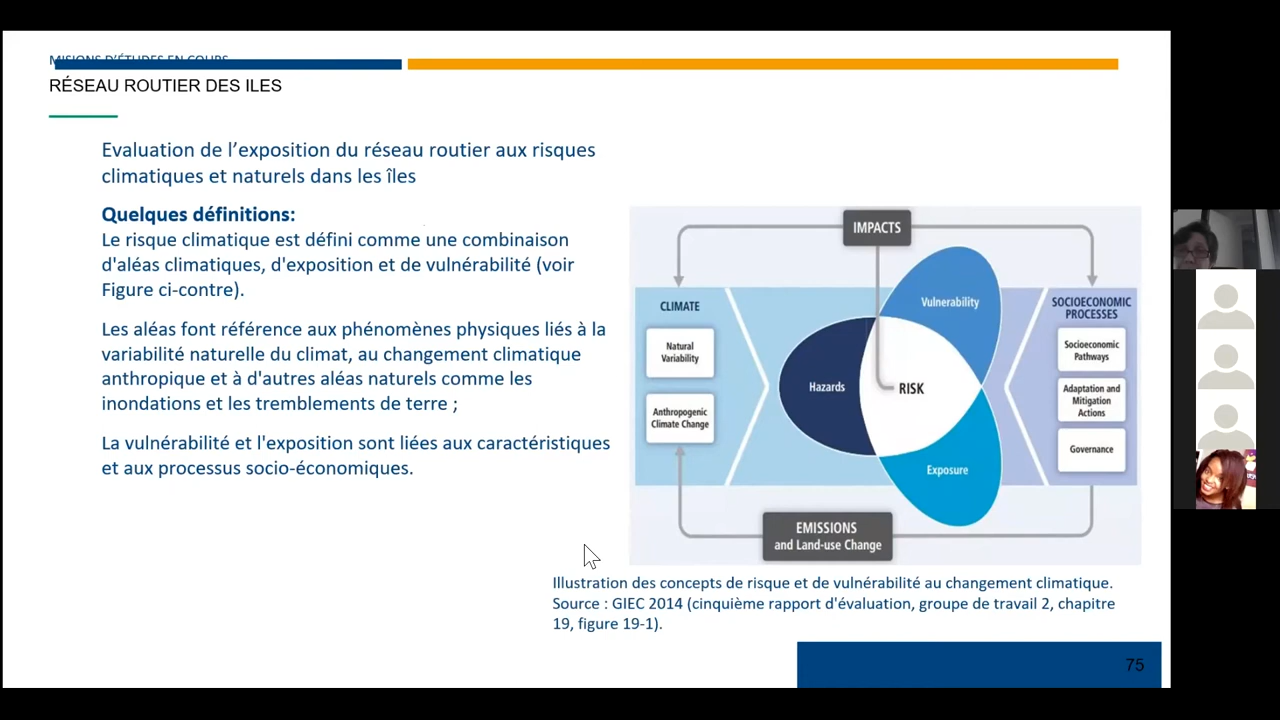 MISIONS D'ÉTUDES EN COURS
RÉSEAU ROUTIER DES ILES
Evaluation de l’exposition du réseau routier aux risques
climatiques et naturels dans les îles
Quelques définitions:
Le risque climatique est défini comme une combinaison
d'aléas climatiques, d'exposition et de vulnérabilité (voir
Figure ci-contre).
Les aléas font référence aux phénomènes physiques liés à la
variabilité naturelle du climat, au changement climatique
anthropique et à d'autres aléas naturels comme les
inondations et les tremblements de terre ;
La vulnérabilité et l'exposition sont liées aux caractéristiques
et aux processus socio-économiques.
IMPACTS
CLIMATE
Natural
Variability
Anthropogenic
Climate Change
Vulnerability
Hazards
RISK
Exposure
SOCIOECONOMIC
PROCESSES
Socioeconomic
Pathways
Adaptation and
Mitigation
Actions
Governance
EMISSIONS
and Land-use Change
Illustration des concepts de risque et de vulnérabilité au changement climatique.
Source : GIEC 2014 (cinquième rapport d'évaluation, groupe de travail 2, chapitre
19, figure 19-1).
75